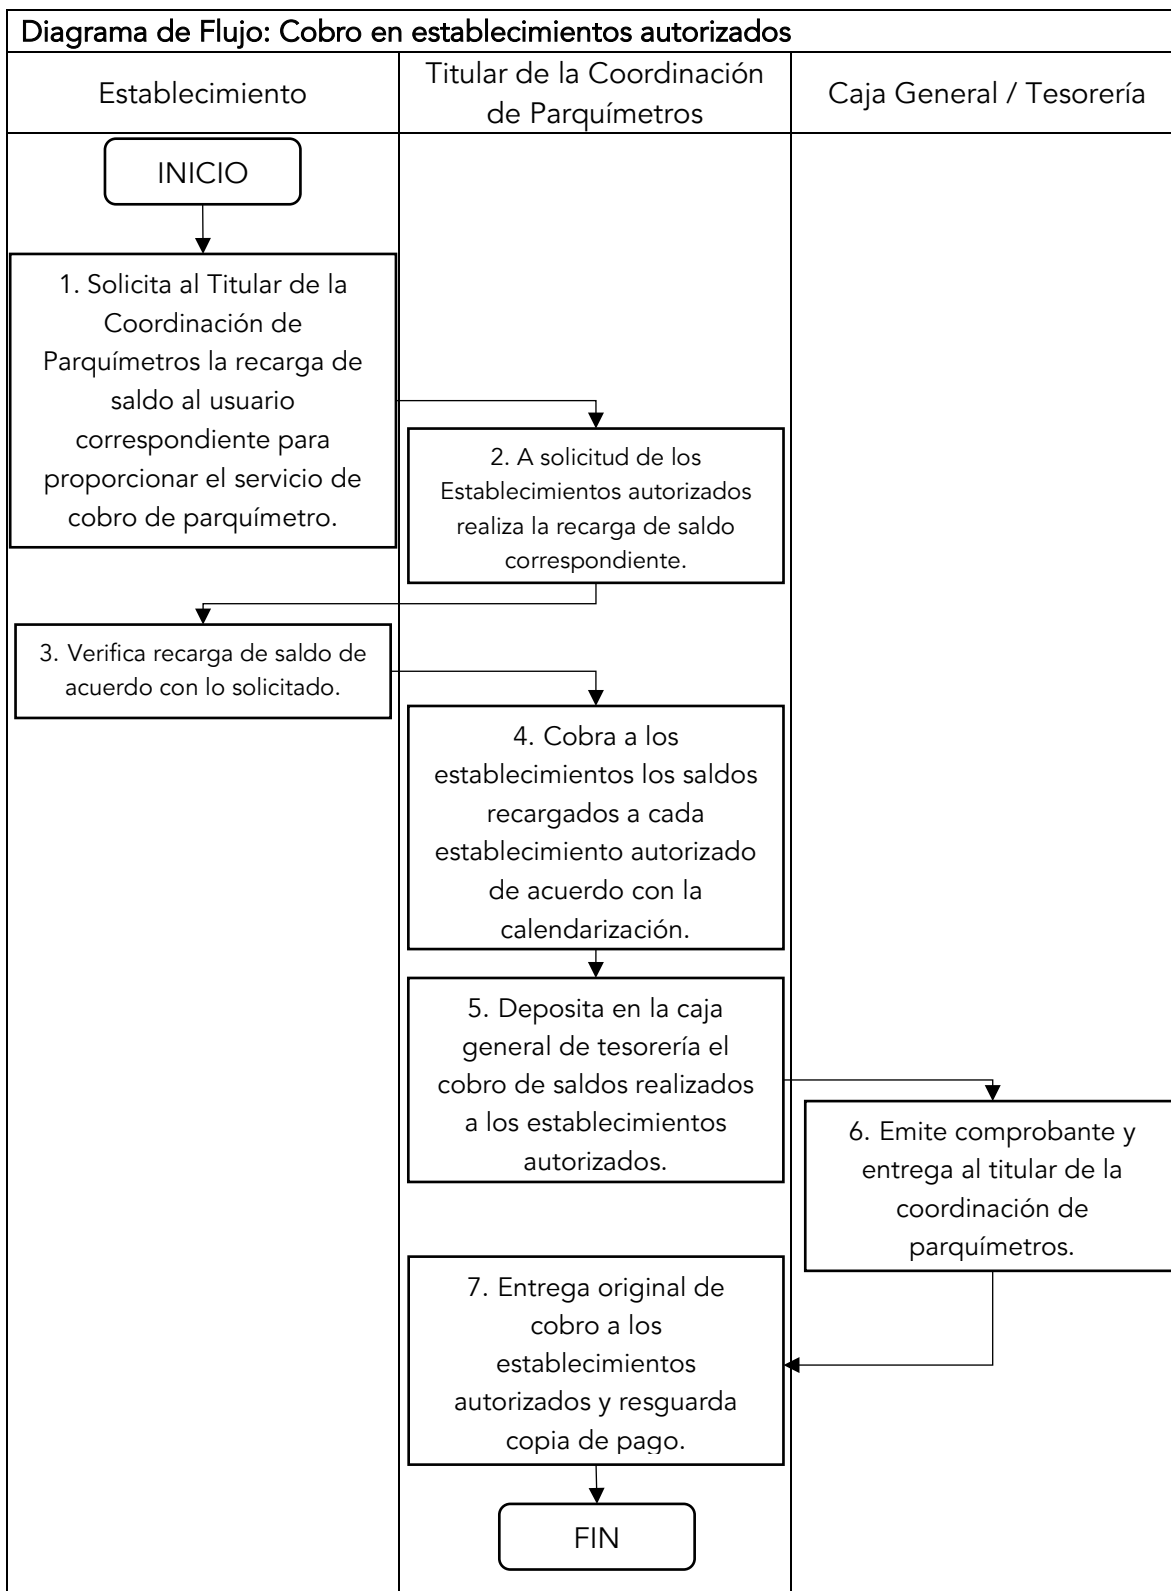 Diagrama de Flujo: Cobro en establecimientos autorizados
Establecimiento
Titular de la Coordinación
de Parquímetros
Caja General / Tesorería
INICIO
1. Solicita al Titular de la
Coordinación de
Parquímetros la recarga de
saldo al usuario
correspondiente para
proporcionar el servicio de
cobro de parquímetro.
2. A solicitud de los
Establecimientos autorizados
realiza la recarga de saldo
correspondiente.
3. Verifica recarga de saldo de
acuerdo con lo solicitado.
4. Cobra a los
establecimientos los saldos
recargados a cada
establecimiento autorizado
de acuerdo con la
calendarización.
5. Deposita en la caja
general de tesorería el
cobro de saldos realizados
a los establecimientos
autorizados.
6. Emite comprobante y
entrega al titular de la
coordinación de
parquímetros.
7. Entrega original de
cobro a los
establecimientos
autorizados y resguarda
copia de pago.
FIN